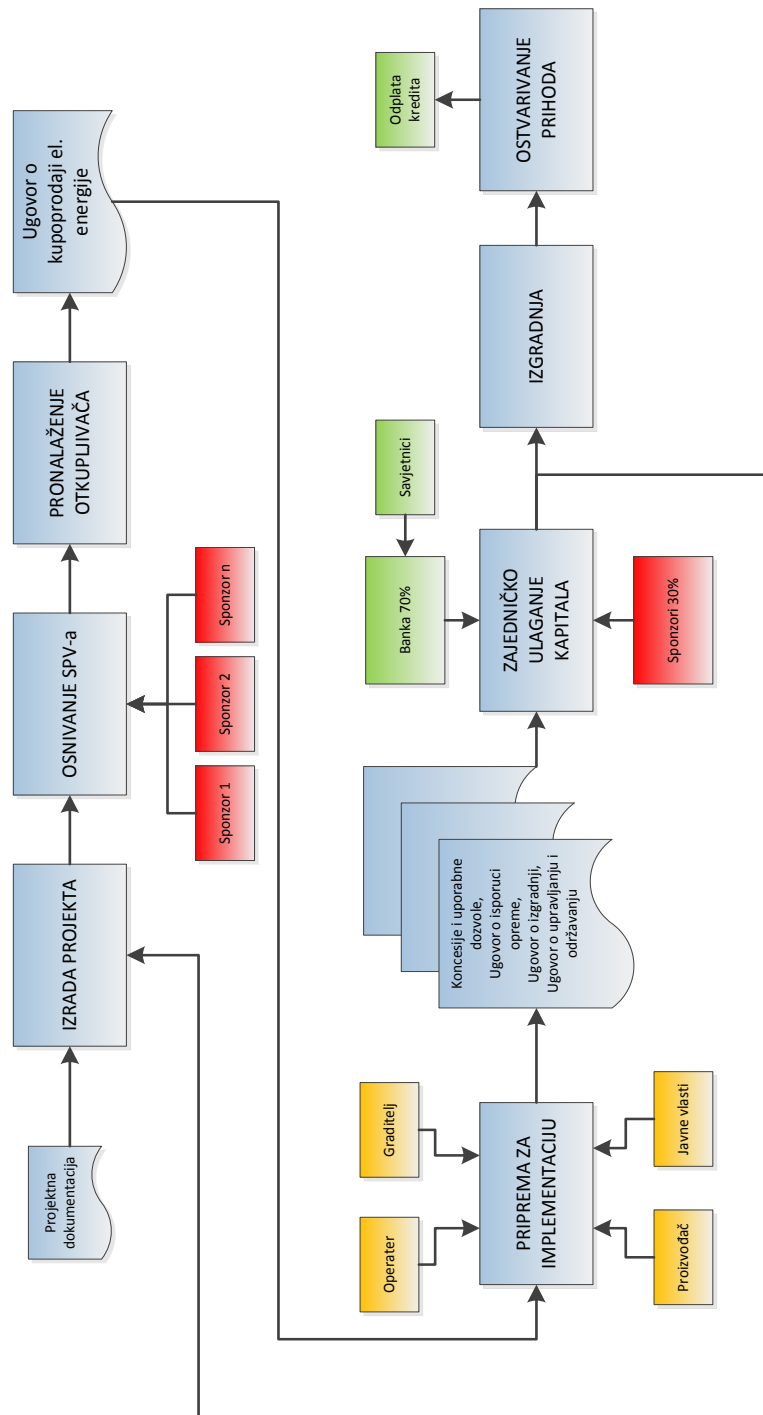 Projektna
dokumentacija
IZRADA PROJEKTA
OSNIVANJE SPV-a
Sponzor 1
Sponzor 2
Sponzor n
PRONALAŽENJE
OTKUPLJIVAČA
Ugovor o
kupoprodaji el.
energije
Operater
Graditelj
PRIPREMA ZA
IMPLEMENTACIJU
Proizvođač
Javne vlasti
Koncesije i uporabne
dozvole,
Ugovor o isporuci
opreme,
Ugovor o izgradnji,
Ugovor o upravljanju i
održavanju
Banka 70%
Savjetnici
ZAJEDNIČKO
ULAGANJE
KAPITALA
Sponzori 30%
IZGRADNJA
Odplata
kredita
OSTVARIVANJE
PRIHODA